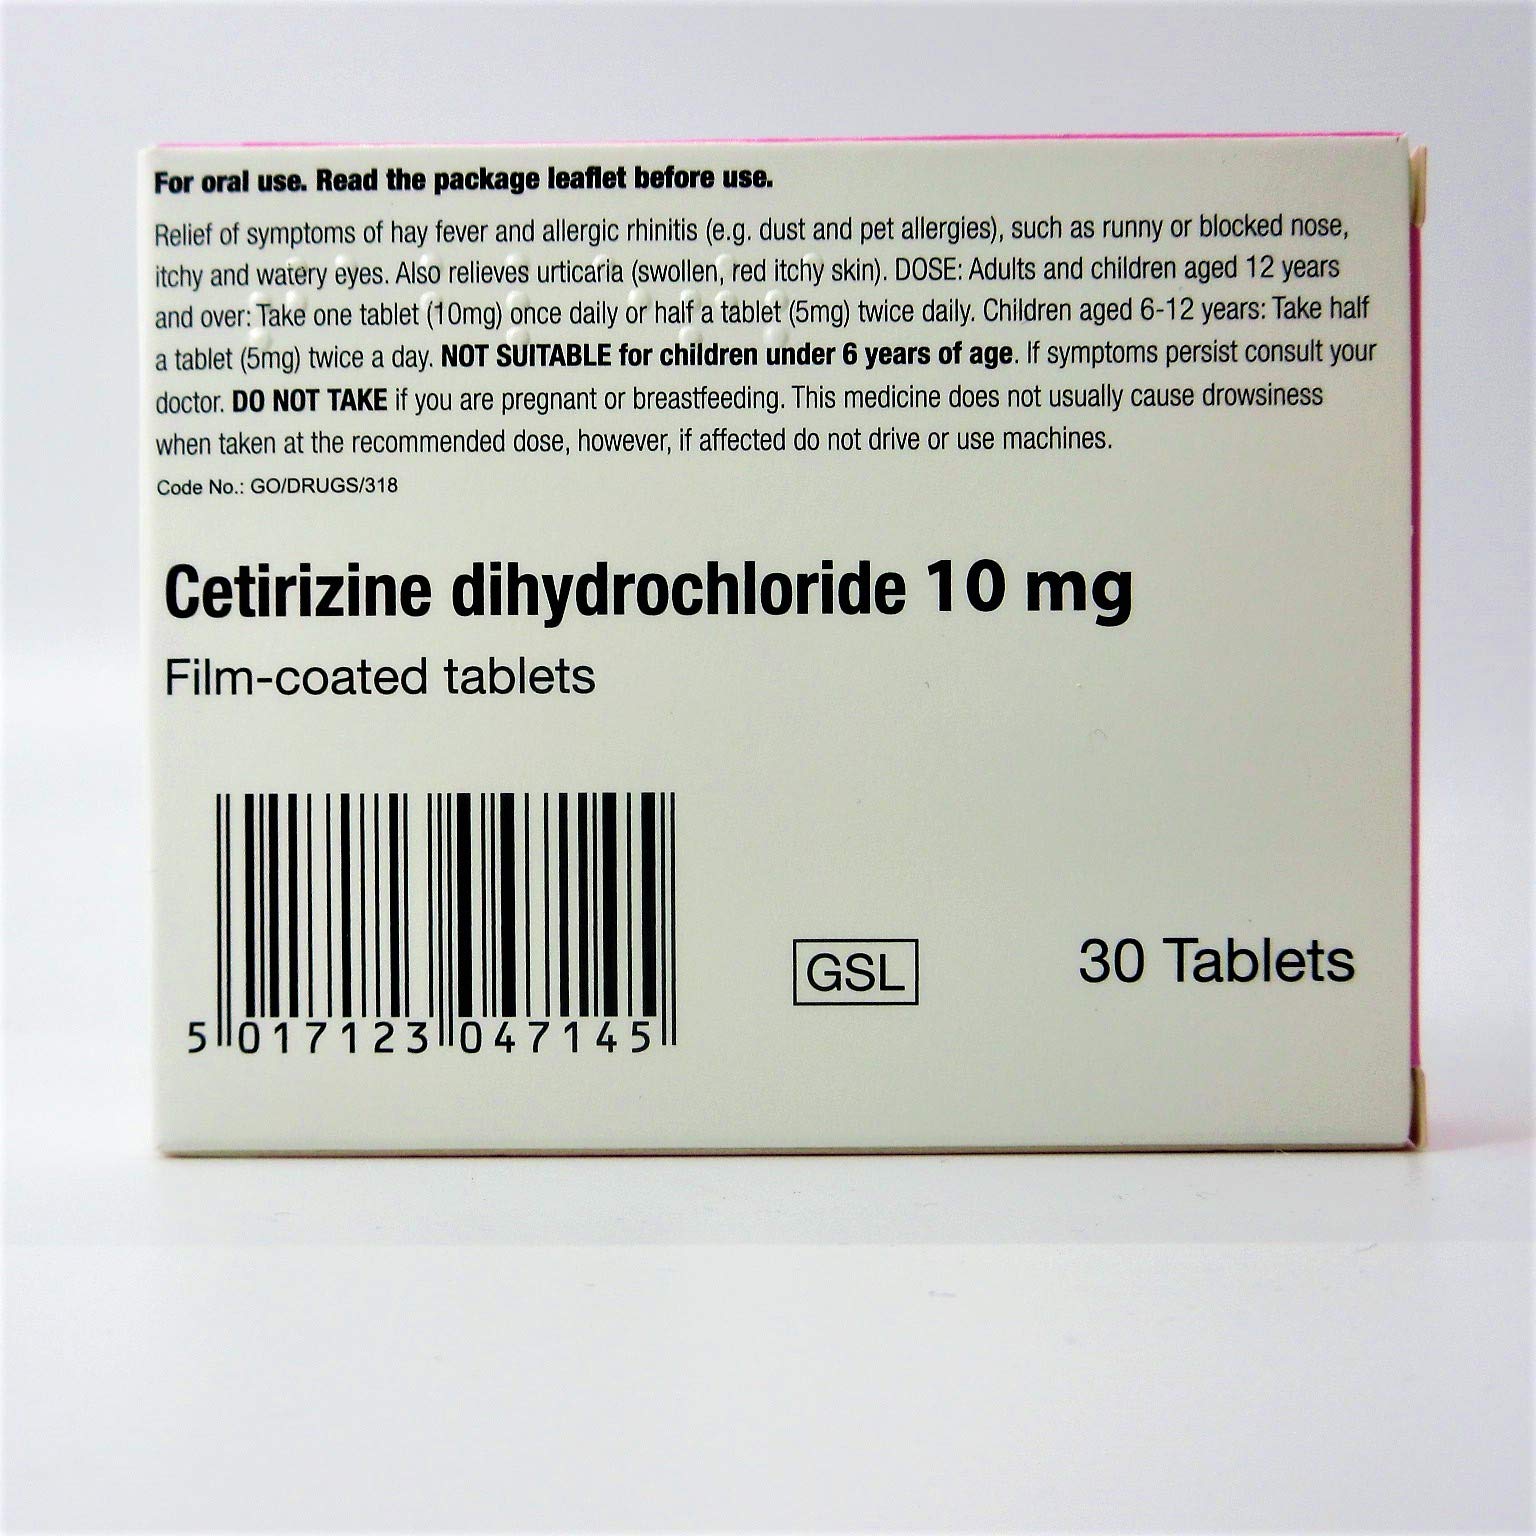 For oral use. Read the package leaflet before use.
Relief of symptoms of hay fever and allergic rhinitis (e.g. dust and pet allergies), such as runny or blocked nose,
itchy and watery eyes. Also relieves urticaria (swollen, red itchy skin). DOSE: Adults and children aged 12 years
and over: Take one tablet (10mg) once daily or half a tablet (5mg) twice daily. Children aged 6-12 years: Take half
a tablet (5mg) twice a day. NOT SUITABLE for children under 6 years of age. If symptoms persist consult your
doctor. DO NOT TAKE if you are pregnant or breastfeeding. This medicine does not usually cause drowsiness
when taken at the recommended dose, however, if affected do not drive or use machines.
Code No.: GO/DRUGS/318
Cetirizine dihydrochloride 10 mg
Film-coated tablets
GSL
30 Tablets
5 017123 047145